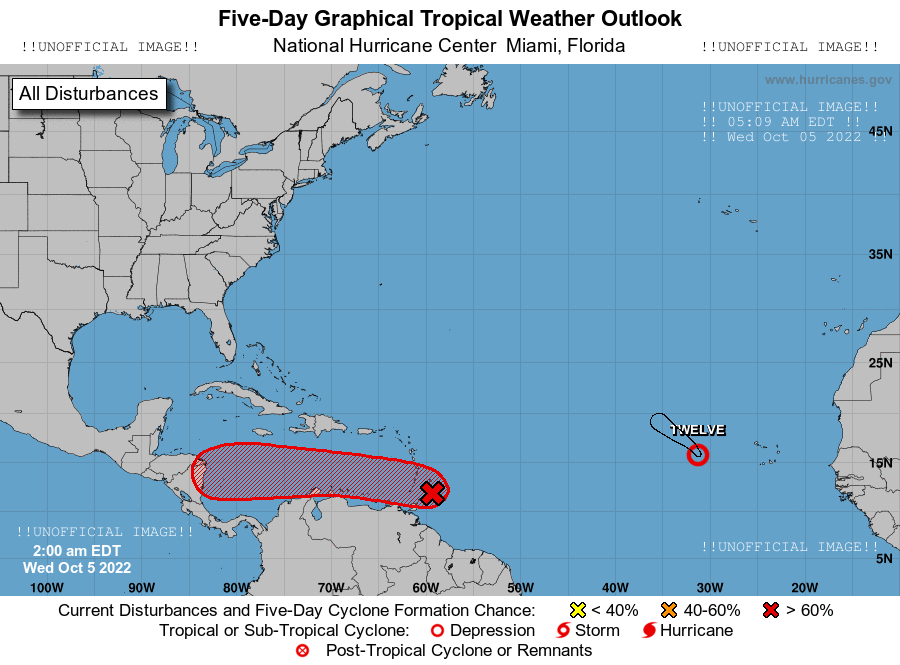 Five-Day Graphical Tropical Weather Outlook
!!UNOFFICIAL IMAGE!! National Hurricane Center Miami, Florida !!UNOFFICIAL IMAGE!!
www.hurricanes.gov
All Disturbances
!!UNOFFICIAL IMAGE!!
!! 05:09 AM EDT !!
!! Wed Oct 05 2022 !!
45N
35N
25N
TWELVE
15N
!!UNOFFICIAL IMAGE!!
2:00 am EDT
Wed Oct 5 2022
!!UNOFFICIAL IMAGE!!
5N
100W 90W 80W 70W 60W 50W 40W 30W 20W
Current Disturbances and Five-Day Cyclone Formation Chance: < 40% 40-60% > 60%
Tropical or Sub-Tropical Cyclone: Depression Storm Hurricane
Post-Tropical Cyclone or Remnants